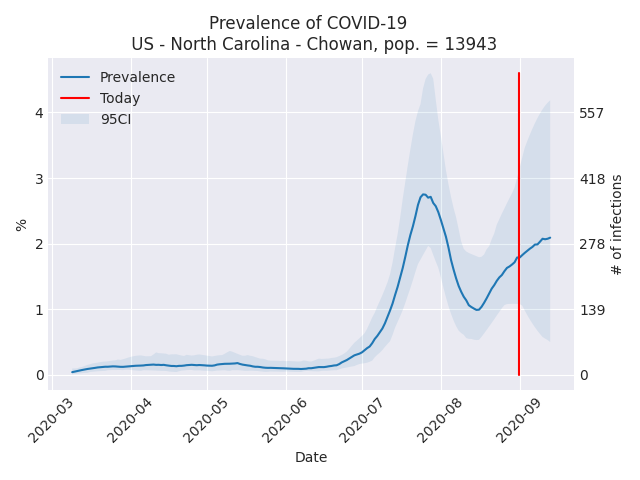 Prevalence of COVID-19
US - North Carolina - Chowan, pop. = 13943
Prevalence
Today
95CI
4
3
2
1
0
%
557
418
278
139
0
# of infections
2020-03
2020-04
2020-05
2020-06
2020-07
2020-08
2020-09
Date